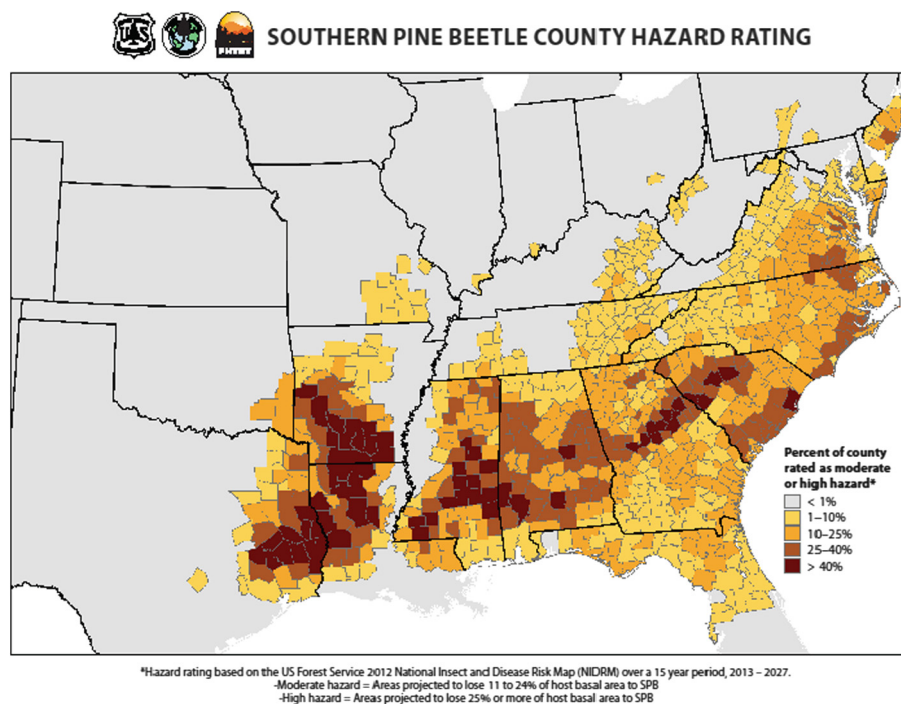 U S
FHTET
SOUTHERN PINE BEETLE COUNTY HAZARD RATING
Percent of county
rated as moderate
or high hazard*
< 1%
1–10%
10–25%
25–40%
> 40%
*Hazard rating based on the US Forest Service 2012 National Insect and Disease Risk Map (NIDRM) over a 15 year period, 2013 – 2027.
-Moderate hazard = Areas projected to lose 11 to 24% of host basal area to SPB
-High hazard = Areas projected to lose 25% or more of host basal area to SPB